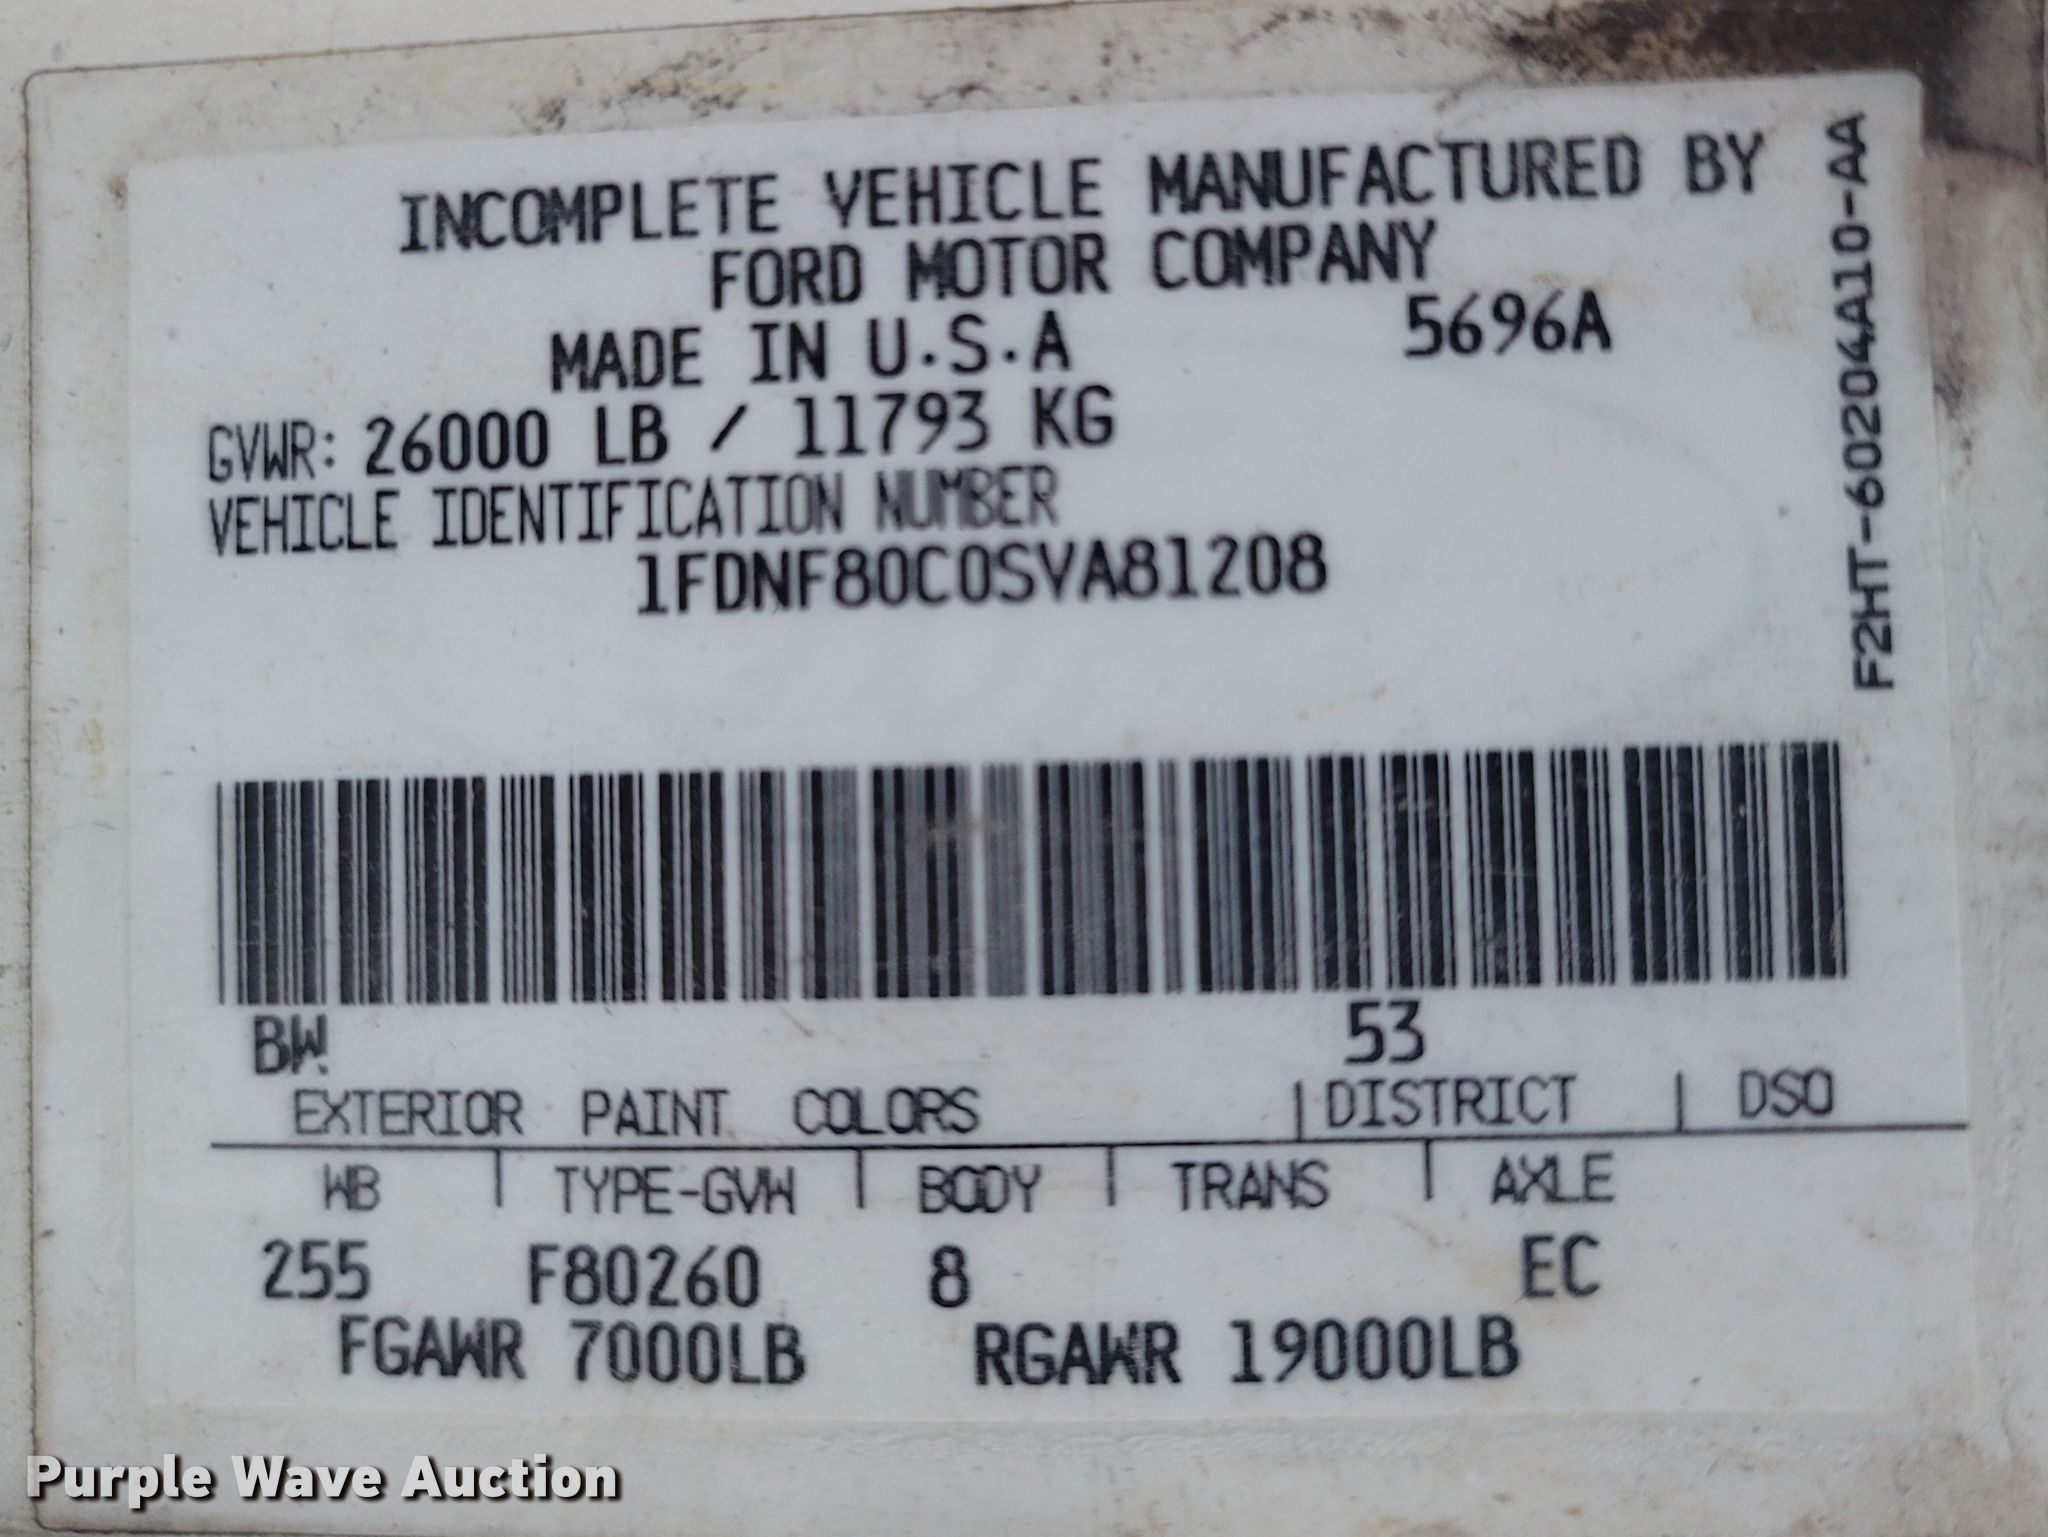 INCOMPLETE VEHICLE MANUFACTURED BY
FORD MOTOR COMPANY
MADE IN U.S.A 5696A
GVWR: 26000 LB / 11793 KG
VEHICLE IDENTIFICATION NUMBER
1FDNF80C0SVA81208
F2HT-60204A10-AA
BW. 53
EXTERIOR PAINT COLORS | DISTRICT | DSO
WB | TYPE-GVW | BODY | TRANS | AXLE
255 F80260 8 EC
FGAWR 7000LB RGAWR 19000LB
Purple Wave Auction